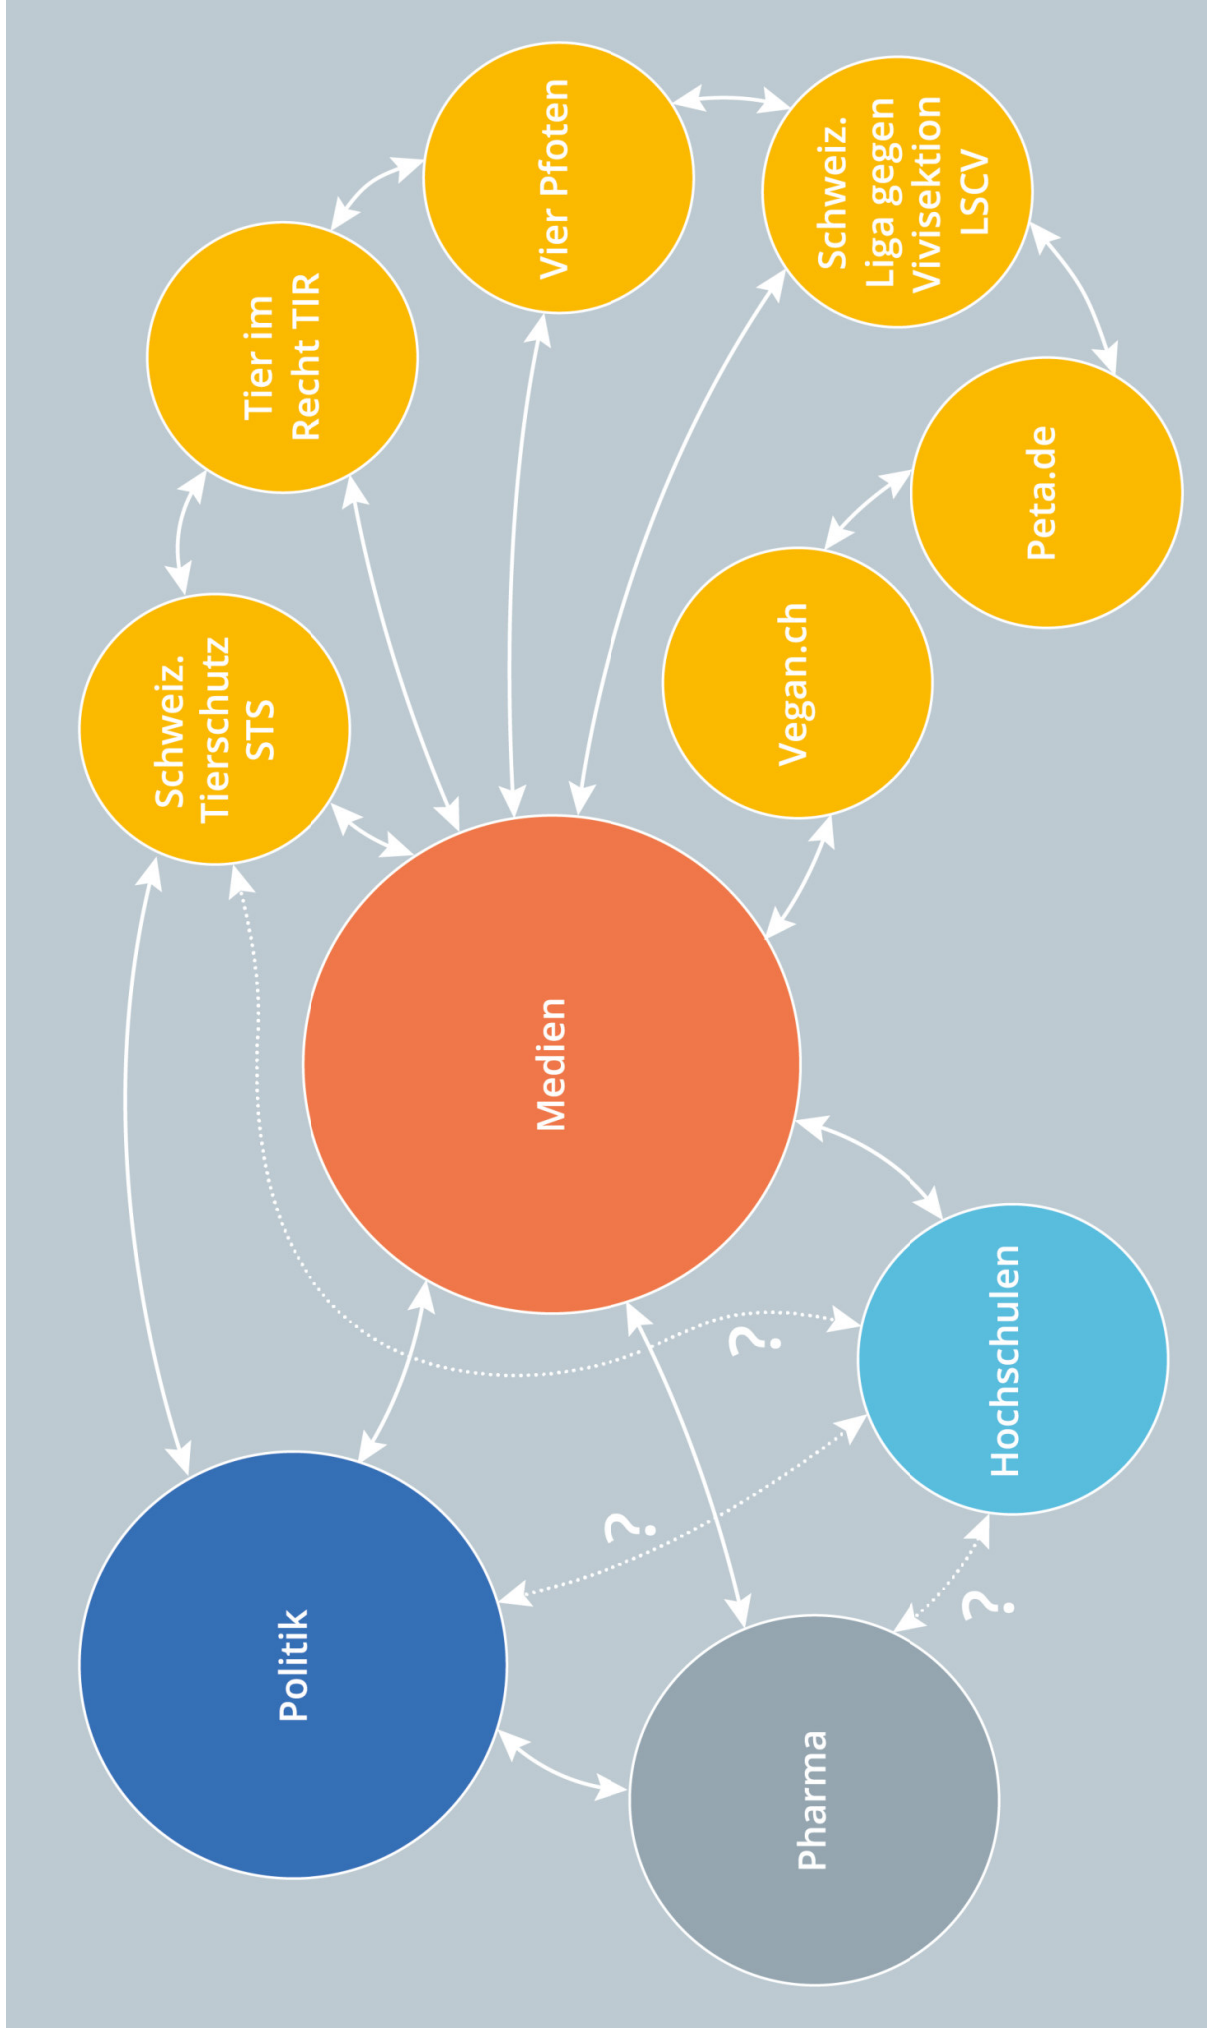 Politik
Pharma
?
?
?
Hochschulen
Medien
Schweiz.
Tierschutz
STS
Tier im
Recht TIR
Vier Pfoten
Schweiz.
Liga gegen
Vivisektion
LSCV
Peta.de
Vegan.ch